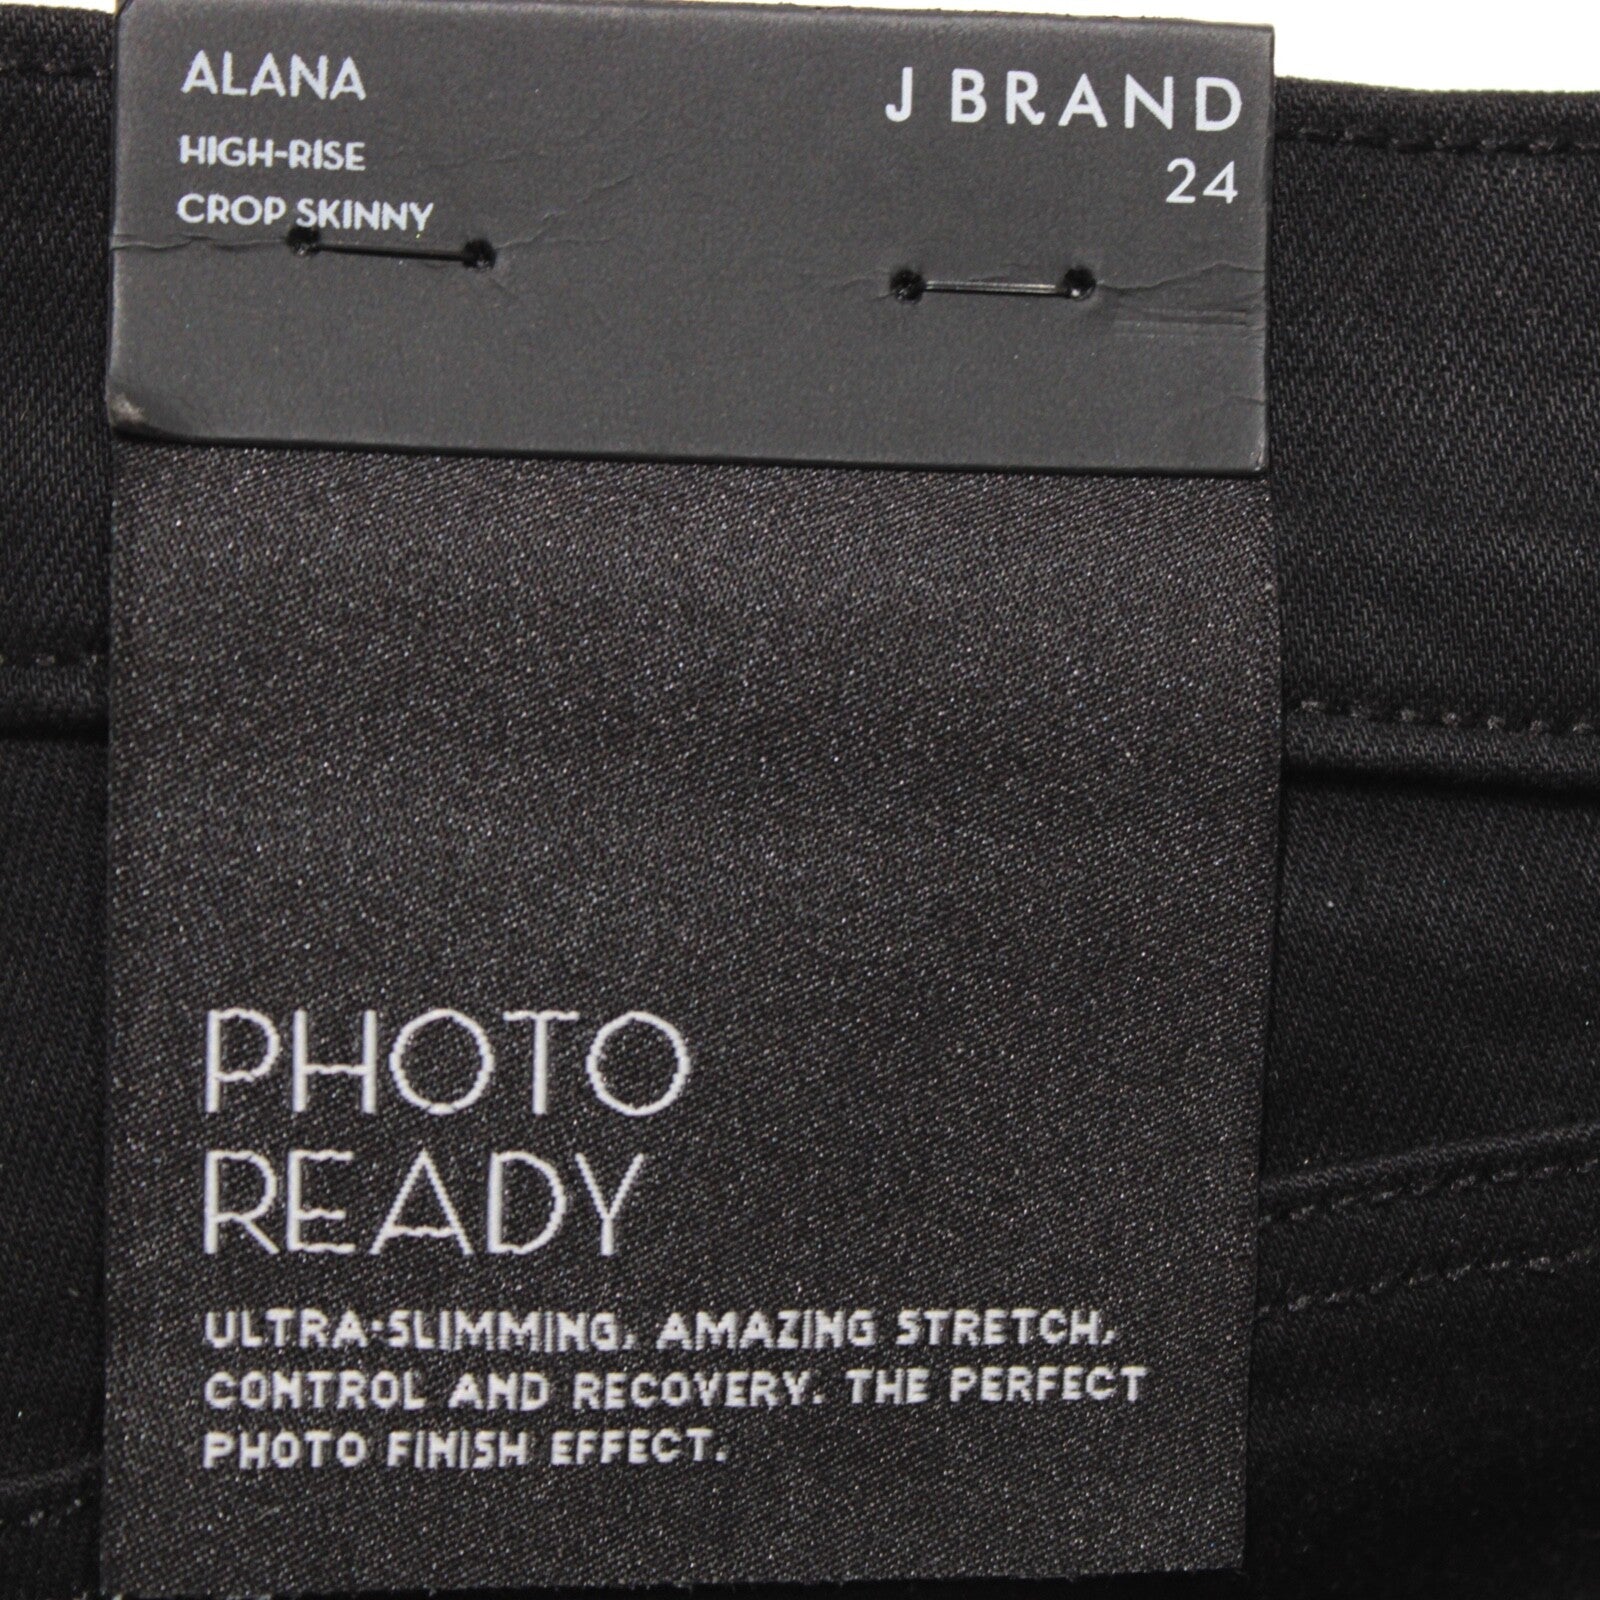 ALANA
HIGH-RISE
CROP SKINNY
J BRAND
24
PHOTO
READY
ULTRA-SLIMMING, AMAZING STRETCH,
CONTROL AND RECOVERY. THE PERFECT
PHOTO FINISH EFFECT.